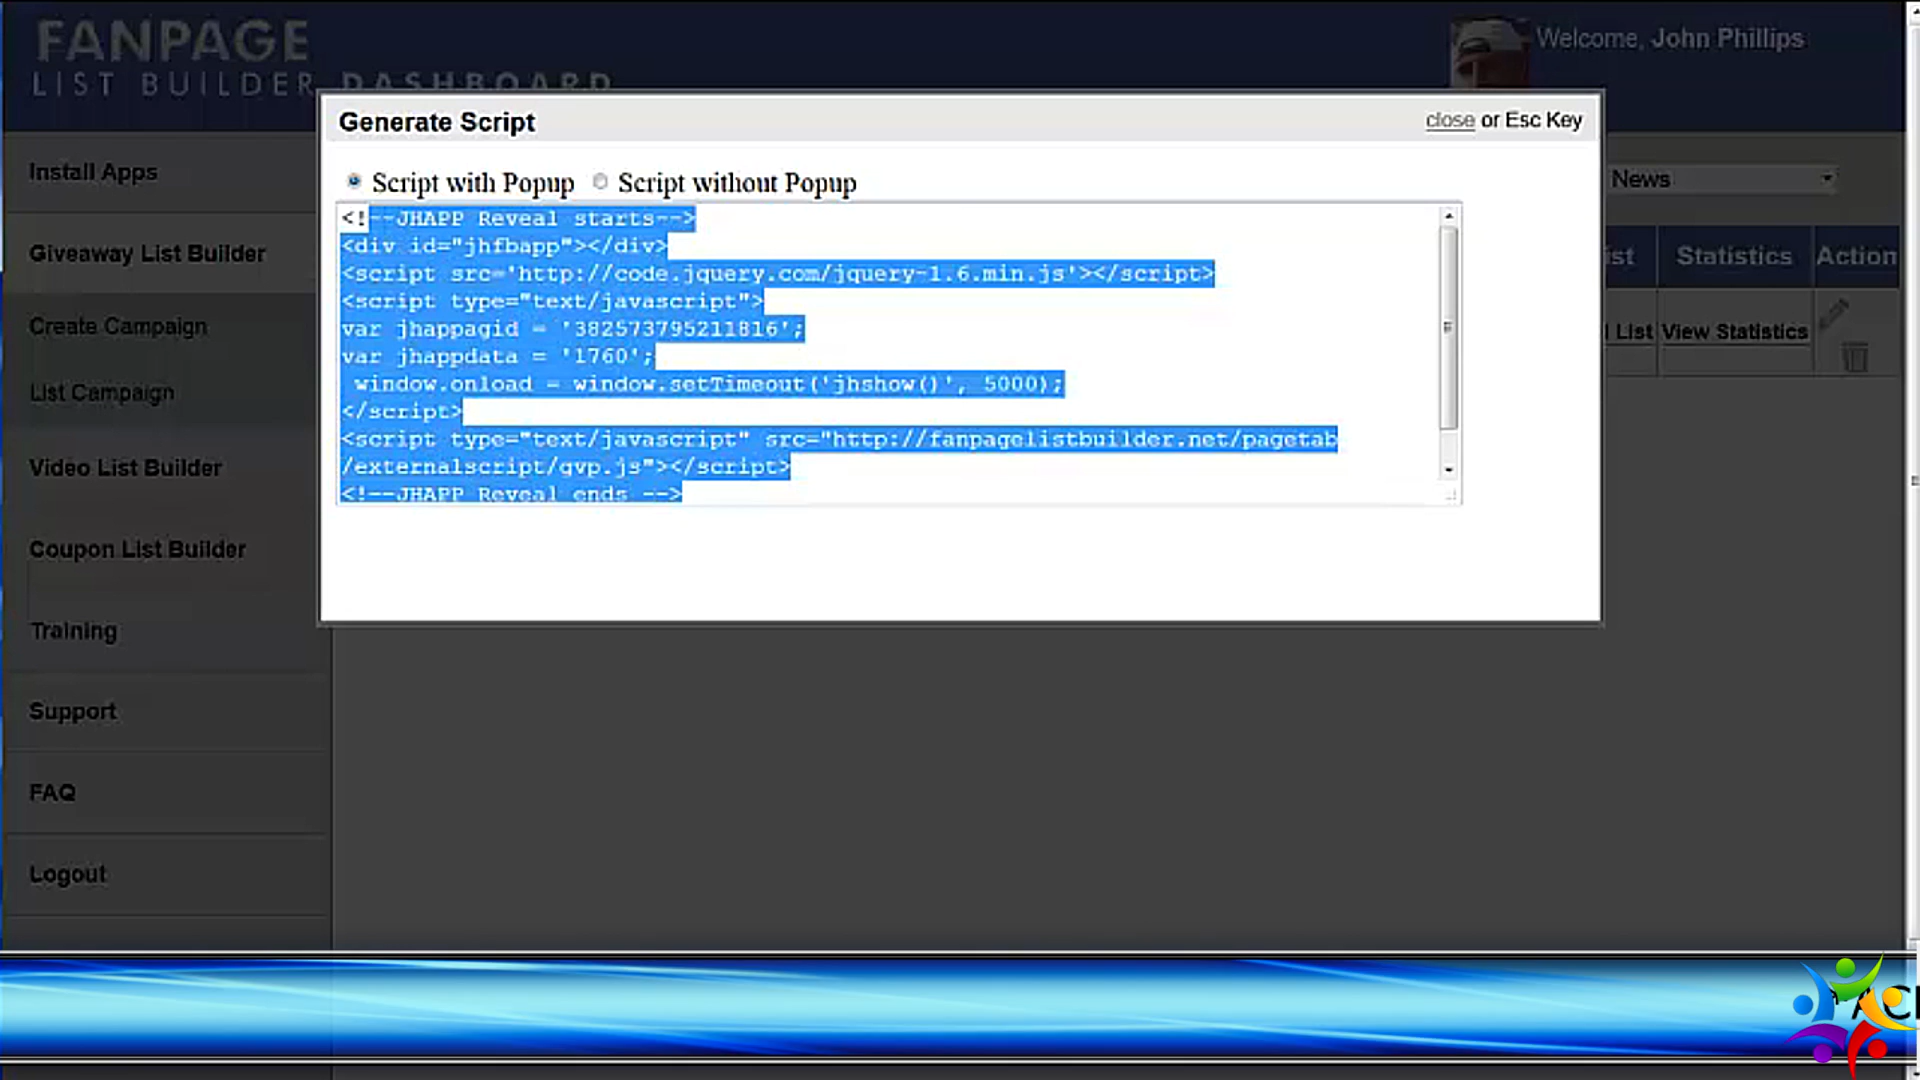 FANPAGE
LIST BUILDER DASHBOARD
Welcome, John Phillips
Generate Script
close or Esc Key
Script with Popup
Script without Popup
<!--JHAPP Reveal starts-->
<div id="jhfbapp"></div>
<script src='http://code.jquery.com/jquery-1.6.min.js'></script>
<script type="text/javascript">
var jhappagid = '382573795211816';
var jhappdata = '1760';
window.onload = window.setTimeout('jhshow()', 5000);
</script>
<script type="text/javascript" src="http://fanpagelistbuilder.net/pagetab
/externalscript/gvp.js"></script>
<!--JHAPP Reveal ends -->
Install Apps
Giveaway List Builder
Create Campaign
List Campaign
Video List Builder
Coupon List Builder
Training
Support
FAQ
Logout
News
Statistics
Action
List
View Statistics